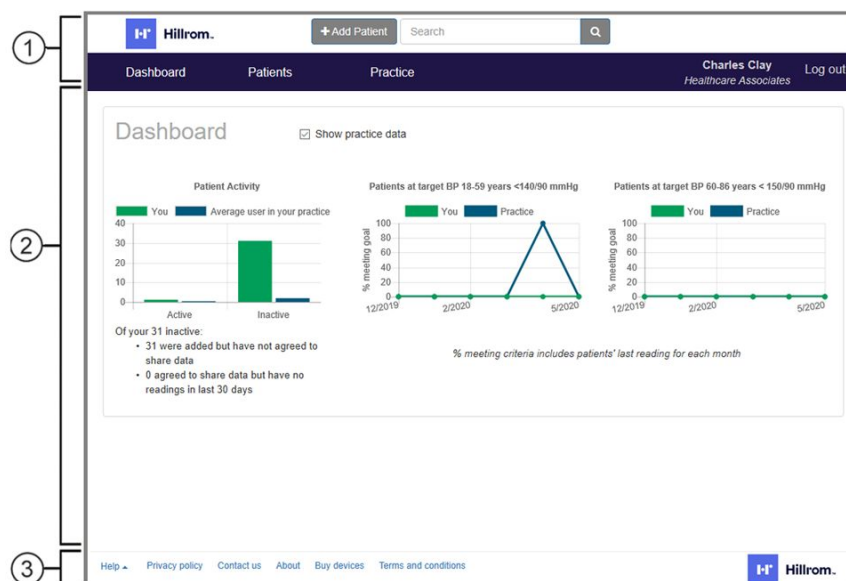 1
Hillrom™
Add Patient
Search
Dashboard Patients Practice
Charles Clay
Healthcare Associates
Log out
2
Dashboard
Show practice data
Patient Activity
You Average user in your practice
40
30
20
10
0
Active Inactive
Of your 31 inactive:
• 31 were added but have not agreed to
share data
• 0 agreed to share data but have no
readings in last 30 days
Patients at target BP 18-59 years <140/90 mmHg
You Practice
% meeting goal
100
80
60
40
20
0
12/2019 2/2020 5/2020
Patients at target BP 60-86 years < 150/90 mmHg
You Practice
% meeting goal
100
80
60
40
20
0
12/2019 2/2020 5/2020
% meeting criteria includes patients' last reading for each month
3
Help Privacy policy Contact us About Buy devices Terms and conditions
Hillrom™